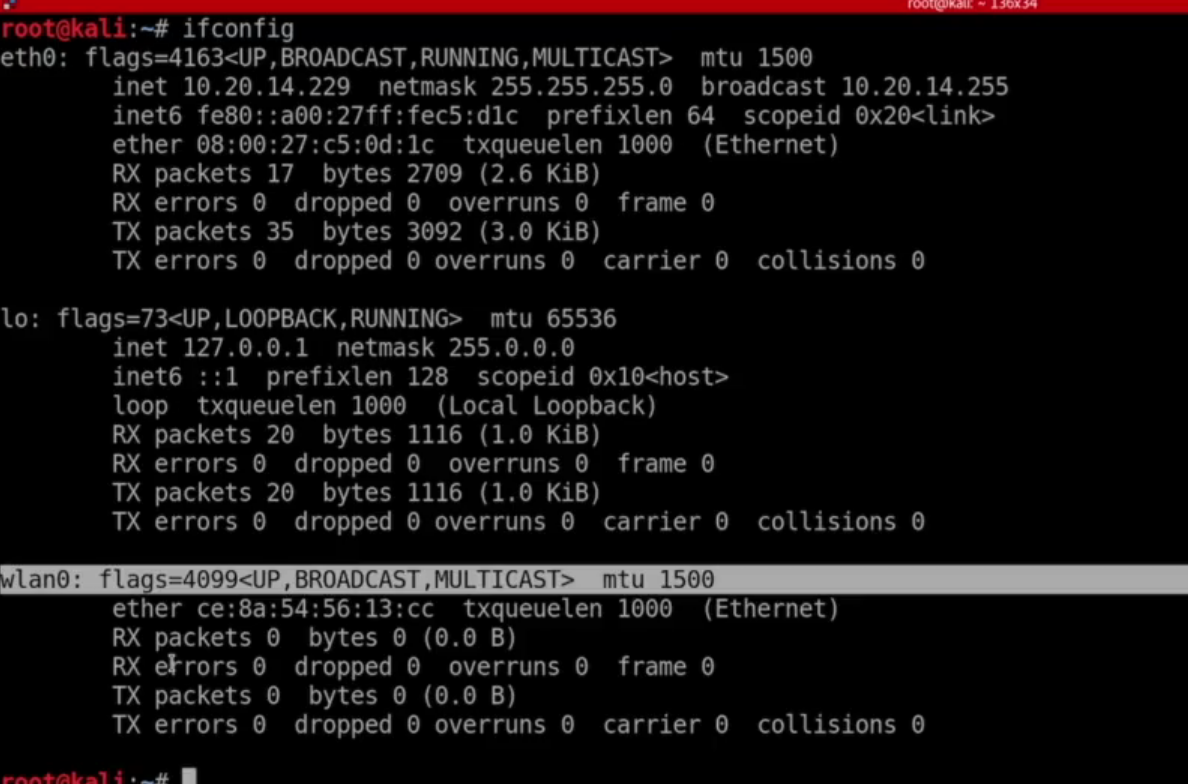 root@kali: ~ 136x34
root@kali:~# ifconfig
eth0: flags=4163<UP,BROADCAST,RUNNING,MULTICAST>  mtu 1500
        inet 10.20.14.229  netmask 255.255.255.0  broadcast 10.20.14.255
        inet6 fe80::a00:27ff:fec5:d1c  prefixlen 64  scopeid 0x20<link>
        ether 08:00:27:c5:0d:1c  txqueuelen 1000  (Ethernet)
        RX packets 17  bytes 2709 (2.6 KiB)
        RX errors 0  dropped 0  overruns 0  frame 0
        TX packets 35  bytes 3092 (3.0 KiB)
        TX errors 0  dropped 0 overruns 0  carrier 0  collisions 0
lo: flags=73<UP,LOOPBACK,RUNNING>  mtu 65536
        inet 127.0.0.1  netmask 255.0.0.0
        inet6 ::1  prefixlen 128  scopeid 0x10<host>
        loop  txqueuelen 1000  (Local Loopback)
        RX packets 20  bytes 1116 (1.0 KiB)
        RX errors 0  dropped 0  overruns 0  frame 0
        TX packets 20  bytes 1116 (1.0 KiB)
        TX errors 0  dropped 0 overruns 0  carrier 0  collisions 0
wlan0: flags=4099<UP,BROADCAST,MULTICAST>  mtu 1500
        ether ce:8a:54:56:13:cc  txqueuelen 1000  (Ethernet)
        RX packets 0  bytes 0 (0.0 B)
        RX errors 0  dropped 0  overruns 0  frame 0
        TX packets 0  bytes 0 (0.0 B)
        TX errors 0  dropped 0 overruns 0  carrier 0  collisions 0
root@kali:~#